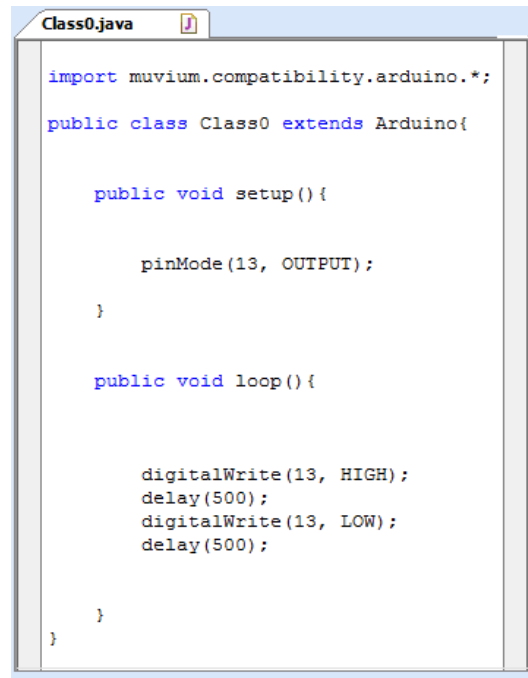 Class0.java
import muvium.compatibility.arduino.*;
public class Class0 extends Arduino{
public void setup(){
pinMode(13, OUTPUT);
}
public void loop(){
digitalWrite(13, HIGH);
delay(500);
digitalWrite(13, LOW);
delay(500);
}
}